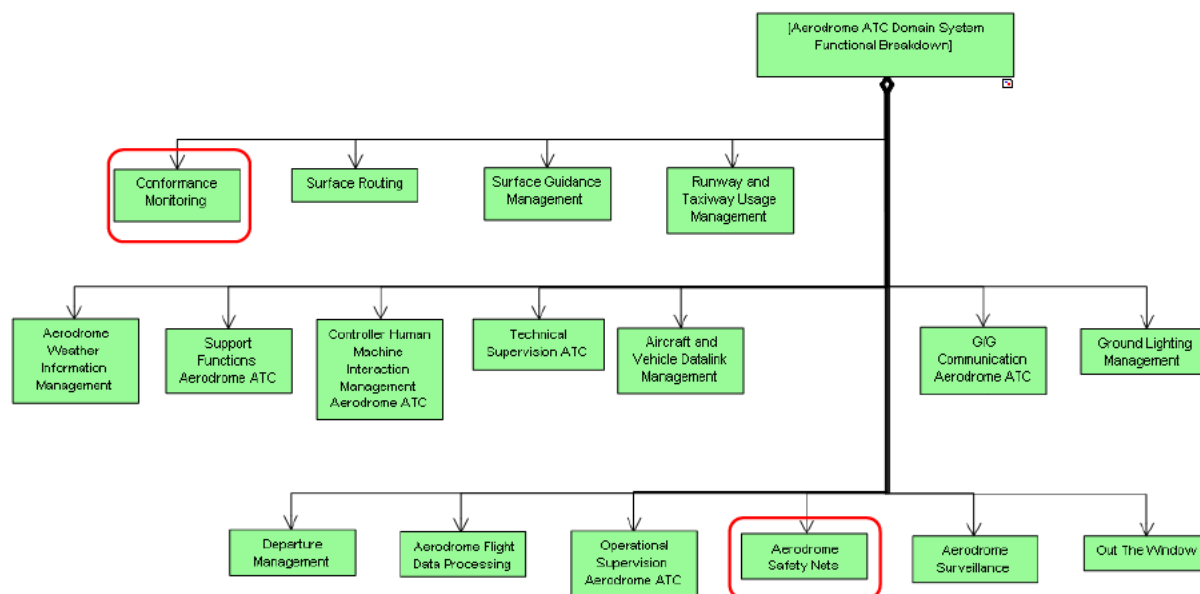 [Aerodrome ATC Domain System
Functional Breakdown]
Conformance
Monitoring
Surface Routing
Surface Guidance
Management
Runway and
Taxiway Usage
Management
Aerodrome
Weather
Information
Management
Support
Functions
Aerodrome ATC
Controller Human
Machine
Interaction
Management
Aerodrome ATC
Technical
Supervision ATC
Aircraft and
Vehicle Datalink
Management
G/G
Communication
Aerodrome ATC
Ground Lighting
Management
Departure
Management
Aerodrome Flight
Data Processing
Operational
Supervision
Aerodrome ATC
Aerodrome
Safety Nets
Aerodrome
Surveillance
Out The Window